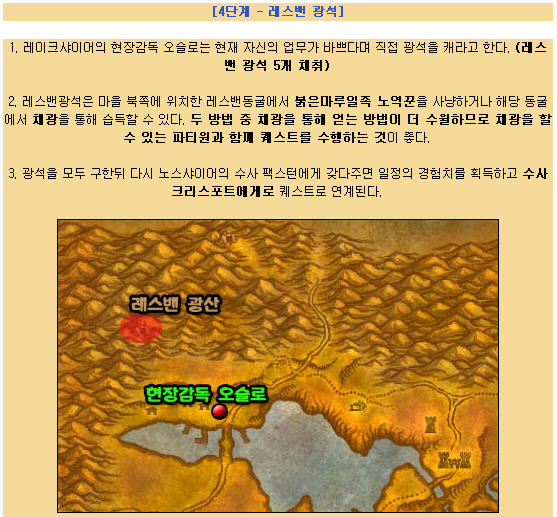 [4단계 - 레스밴 광석]
1. 레이크샤이어의 현장감독 오슬로는 현재 자신의 업무가 바쁘다며 직접 광석을 캐라고 한다. (레스
밴 광석 5개 채취)
2. 레스밴광석은 마을 북쪽에 위치한 레스밴동굴에서 붉은마루일족 노역꾼을 사냥하거나 해당 동굴
에서 채광을 통해 습득할 수 있다. 두 방법 중 채광을 통해 얻는 방법이 더 수월하므로 채광을 할
수 있는 파티원과 함께 퀘스트를 수행하는 것이 좋다.
3. 광석을 모두 구한뒤 다시 노스샤이어의 수사 팩스턴에게 갖다주면 일정의 경험치를 획득하고 수사
크리스포트에게로 퀘스트로 연계된다.
레스밴 광산
현장감독 오슬로